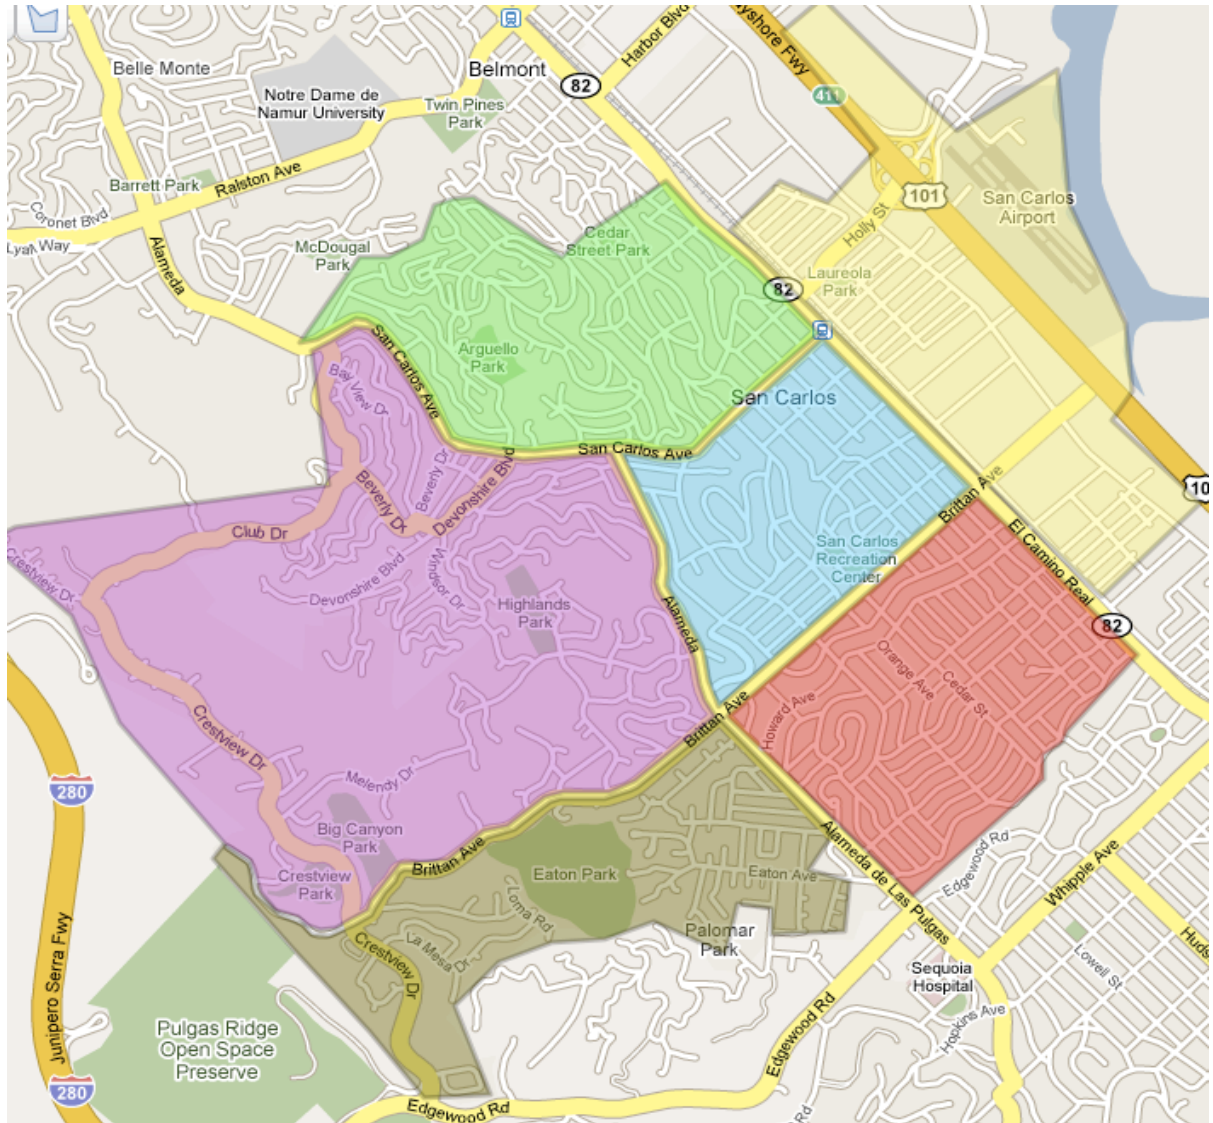 ayshore Fwy
Harbor Blvd
Belle Monte
Belmont
82
411
Notre Dame de
Namur University
Twin Pines
Park
Barrett Park
Ralston Ave
101
San Carlos
Airport
Coronet Blvd
Lyall Way
Holly St
Cedar
Street Park
Alameda
McDougal
Park
Laureola
Park
82
San Carlos Ave
Arguello
Park
Bay View Dr
San Carlos
San Carlos Ave
Beverly Dr
Beverly Dr
Devonshire Blvd
Brittan Ave
10
Club Dr
El Camino Real
San Carlos
Recreation
Center
Crestview Dr
Devonshire Blvd
Windsor Dr
Highlands
Park
Alameda
82
Orange Ave
Cedar St
Howard Ave
Brittan Ave
Crestview Dr
Melendy Dr
280
Big Canyon
Park
Brittan Ave
Crestview
Park
Eaton Park
Eaton Ave
Alameda de Las Pulgas
Edgewood Rd
Whipple Ave
Loma Rd
La Mesa Dr
Crestview Dr
Palomar
Park
Huds
Junipero Serra Fwy
Sequoia
Hospital
Lowell St
Hopkins Ave
Pulgas Ridge
Open Space
Preserve
Edgewood Rd
280
Edgewood Rd